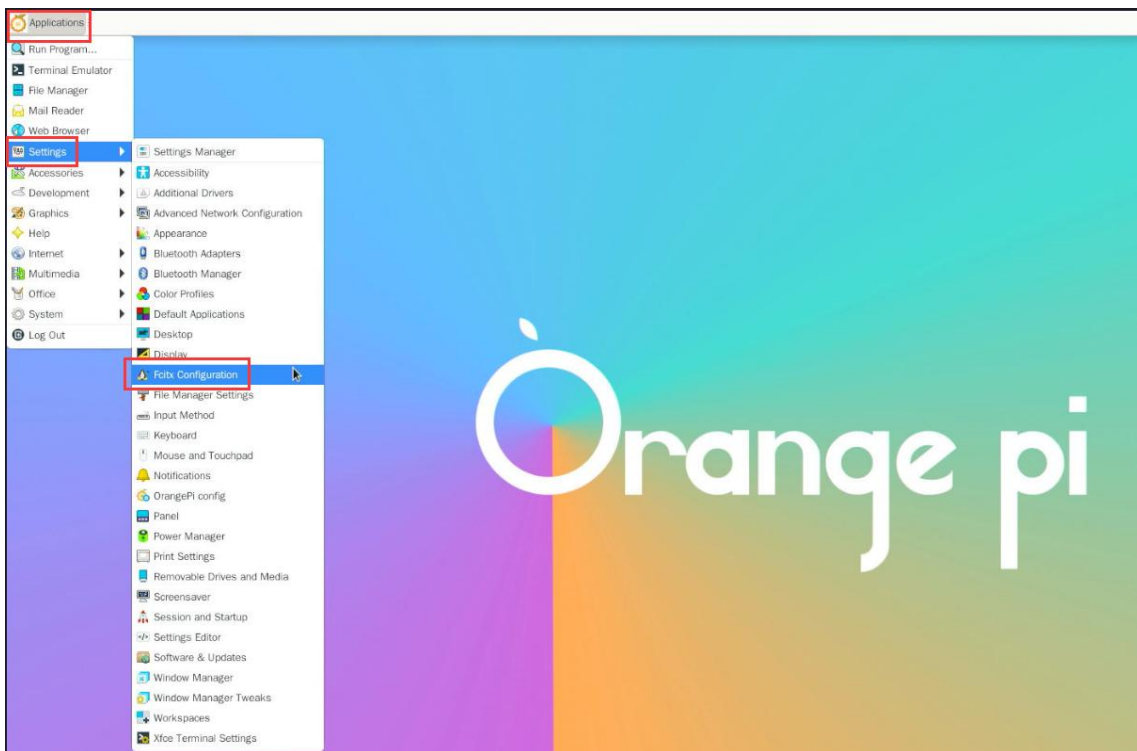 Applications
Run Program...
Terminal Emulator
File Manager
Mail Reader
Web Browser
Settings
Accessories
Development
Graphics
Help
Internet
Multimedia
Office
System
Log Out
Settings Manager
Accessibility
Additional Drivers
Advanced Network Configuration
Appearance
Bluetooth Adapters
Bluetooth Manager
Color Profiles
Default Applications
Desktop
Display
Fcitx Configuration
File Manager Settings
Input Method
Keyboard
Mouse and Touchpad
Notifications
OrangePi config
Panel
Power Manager
Print Settings
Removable Drives and Media
Screensaver
Session and Startup
Settings Editor
Software & Updates
Window Manager
Window Manager Tweaks
Workspaces
Xfce Terminal Settings
Orange pi